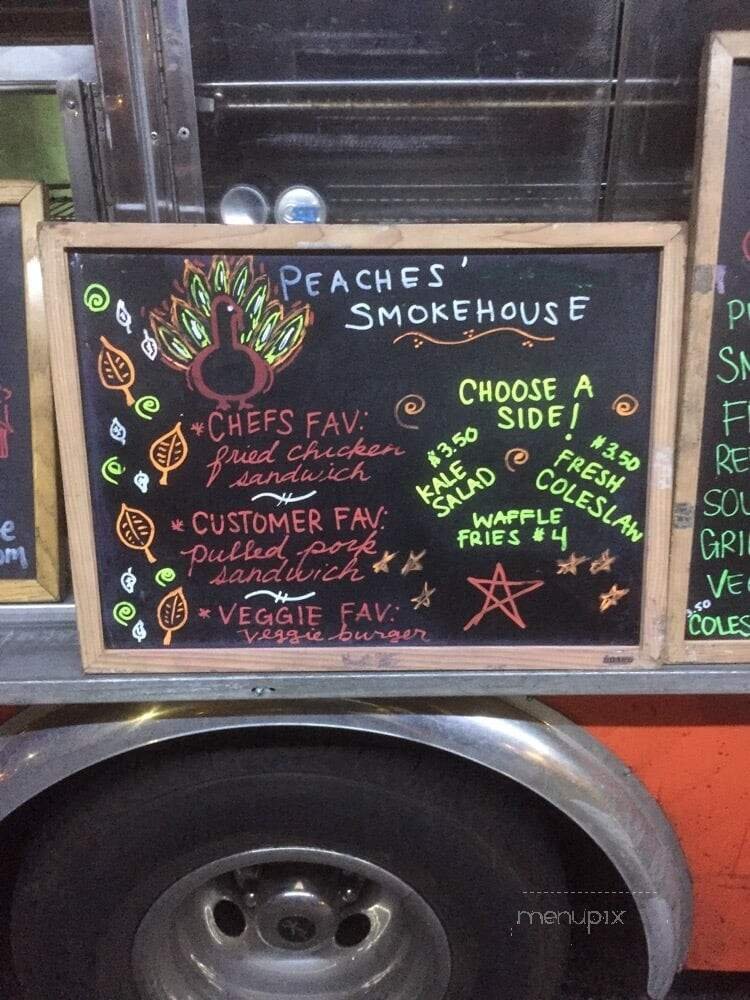 PEACHES'
SMOKEHOUSE
*CHEFS FAV:
fried chicken
sandwich
*CUSTOMER FAV:
pulled pork
sandwich
*VEGGIE FAV:
veggie burger
CHOOSE A
SIDE!
$3.50
KALE
SALAD
$3.50
FRESH
COLESLAW
WAFFLE
FRIES $4
menupix